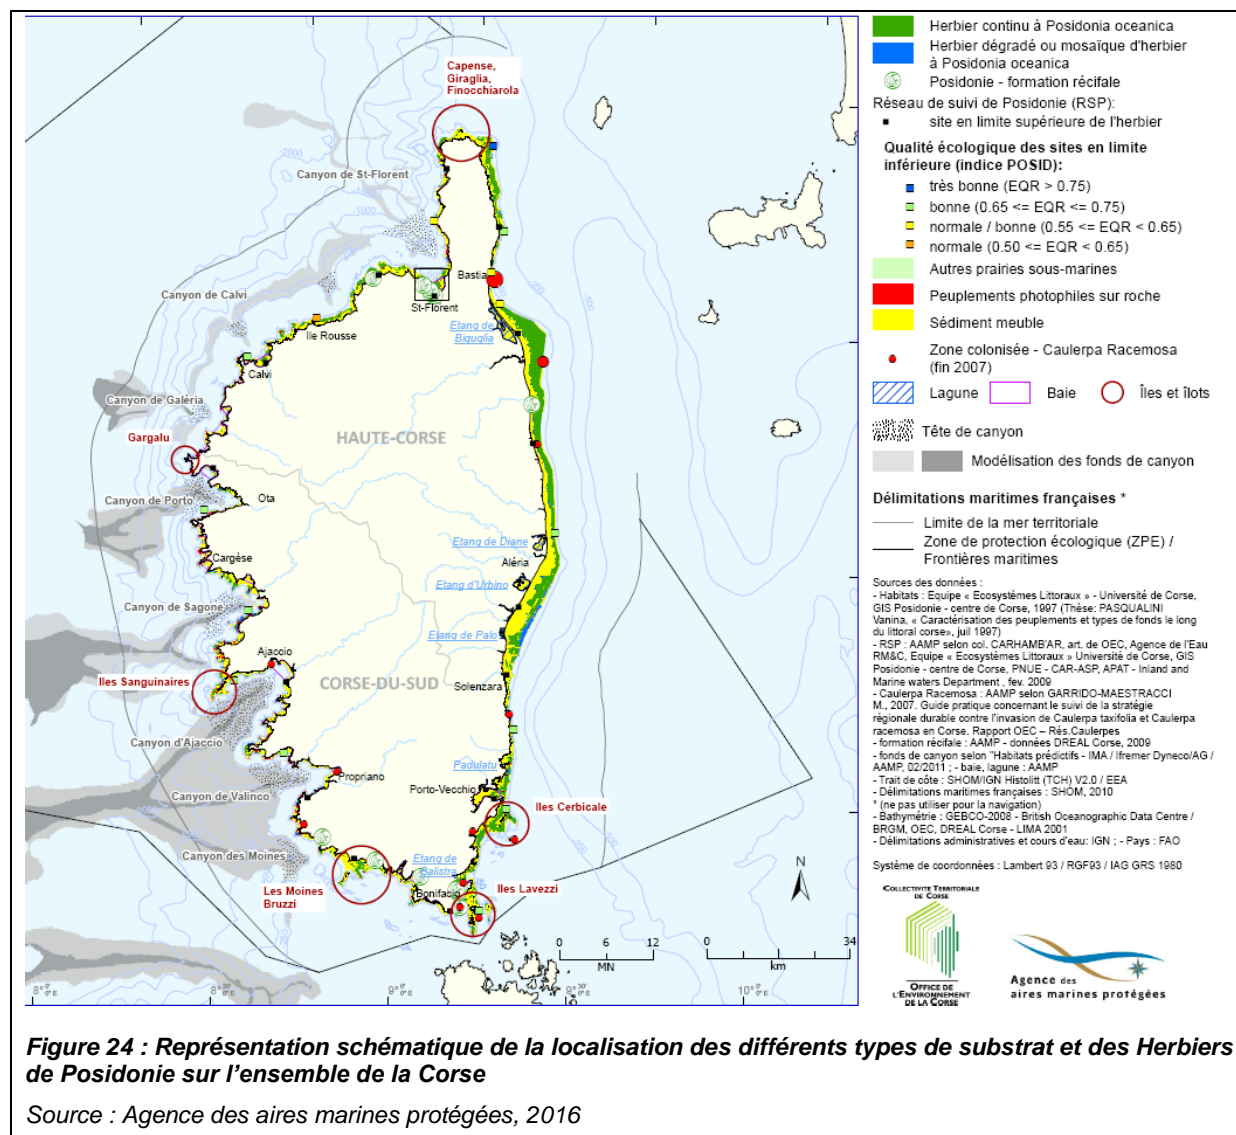 Capense,
Giraglia,
Finocchiarola
Canyon de St-Florent
Bastia
St-Florent
Canyon de Calvi
Ile Rousse
Etang de
Biguglia
Calvi
Canyon de Galéria
Gargalu
HAUTE-CORSE
Canyon de Porto
Ota
Etang de Diane
Cargèse
Aléria
Etang d'Urbino
Canyon de Sagone
Etang de Palo
Ajaccio
Iles Sanguinaires
CORSE-DU-SUD
Solenzara
Canyon d'Ajaccio
Padulatu
Propriano
Porto-Vecchio
Canyon de Valinco
Iles Cerbicale
Canyon des Moines
Etang de
Balistra
Les Moines
Bruzzi
Bonifacio
Iles Lavezzi
N
0 6 12
MN
0 34
km
8° 0'E
8° 30'E
9° 0'E
9° 30'E
10° 0'E
Herbier continu à Posidonia oceanica
Herbier dégradé ou mosaïque d'herbier
à Posidonia oceanica
Posidonie - formation récifale
Réseau de suivi de Posidonie (RSP):
site en limite supérieure de l'herbier
Qualité écologique des sites en limite
inférieure (indice POSID):
très bonne (EQR > 0.75)
bonne (0.65 <= EQR <= 0.75)
normale / bonne (0.55 <= EQR < 0.65)
normale (0.50 <= EQR < 0.65)
Autres prairies sous-marines
Peuplements photophiles sur roche
Sédiment meuble
Zone colonisée - Caulerpa Racemosa
(fin 2007)
Lagune Baie Îles et îlots
Tête de canyon
Modélisation des fonds de canyon
Délimitations maritimes françaises *
Limite de la mer territoriale
Zone de protection écologique (ZPE) /
Frontières maritimes
Sources des données :
- Habitats : Equipe « Ecosystèmes Littoraux » - Université de Corse,
GIS Posidonie - centre de Corse, 1997 (Thèse: PASQUALINI
Vanina, « Caractérisation des peuplements et types de fonds le long
du littoral corse», juil 1997)
- RSP : AAMP selon col. CARHAMB'AR, art. de OEC, Agence de l'Eau
RM&C, Equipe « Ecosystèmes Littoraux » Université de Corse, GIS
Posidonie - centre de Corse, PNUE - CAR-ASP, APAT - Inland and
Marine waters Department , fev. 2009
- Caulerpa Racemosa : AAMP selon GARRIDO-MAESTRACCI
M., 2007. Guide pratique concernant le suivi de la stratégie
régionale durable contre l'invasion de Caulerpa taxifolia et Caulerpa
racemosa en Corse. Rapport OEC – Rés.Caulerpes
- formation récifale : AAMP - données DREAL Corse, 2009
- fonds de canyon selon "Habitats prédictifs - IMA / Ifremer Dyneco/AG /
AAMP, 02/2011 ; - baie, lagune : AAMP
- Trait de côte : SHOM/IGN Histolitt (TCH) V2.0 / EEA
- Délimitations maritimes françaises : SHOM, 2010
* (ne pas utiliser pour la navigation)
- Bathymétrie : GEBCO-2008 - British Oceanographic Data Centre /
BRGM, OEC, DREAL Corse - LIMA 2001
- Délimitations administratives et cours d'eau: IGN ; - Pays : FAO
Système de coordonnées : Lambert 93 / RGF93 / IAG GRS 1980
COLLECTIVITE TERRITORIALE
DE CORSE
OFFICE DE
L'ENVIRONNEMENT
DE LA CORSE
Agence des
aires marines protégées
Figure 24 : Représentation schématique de la localisation des différents types de substrat et des Herbiers
de Posidonie sur l'ensemble de la Corse
Source : Agence des aires marines protégées, 2016